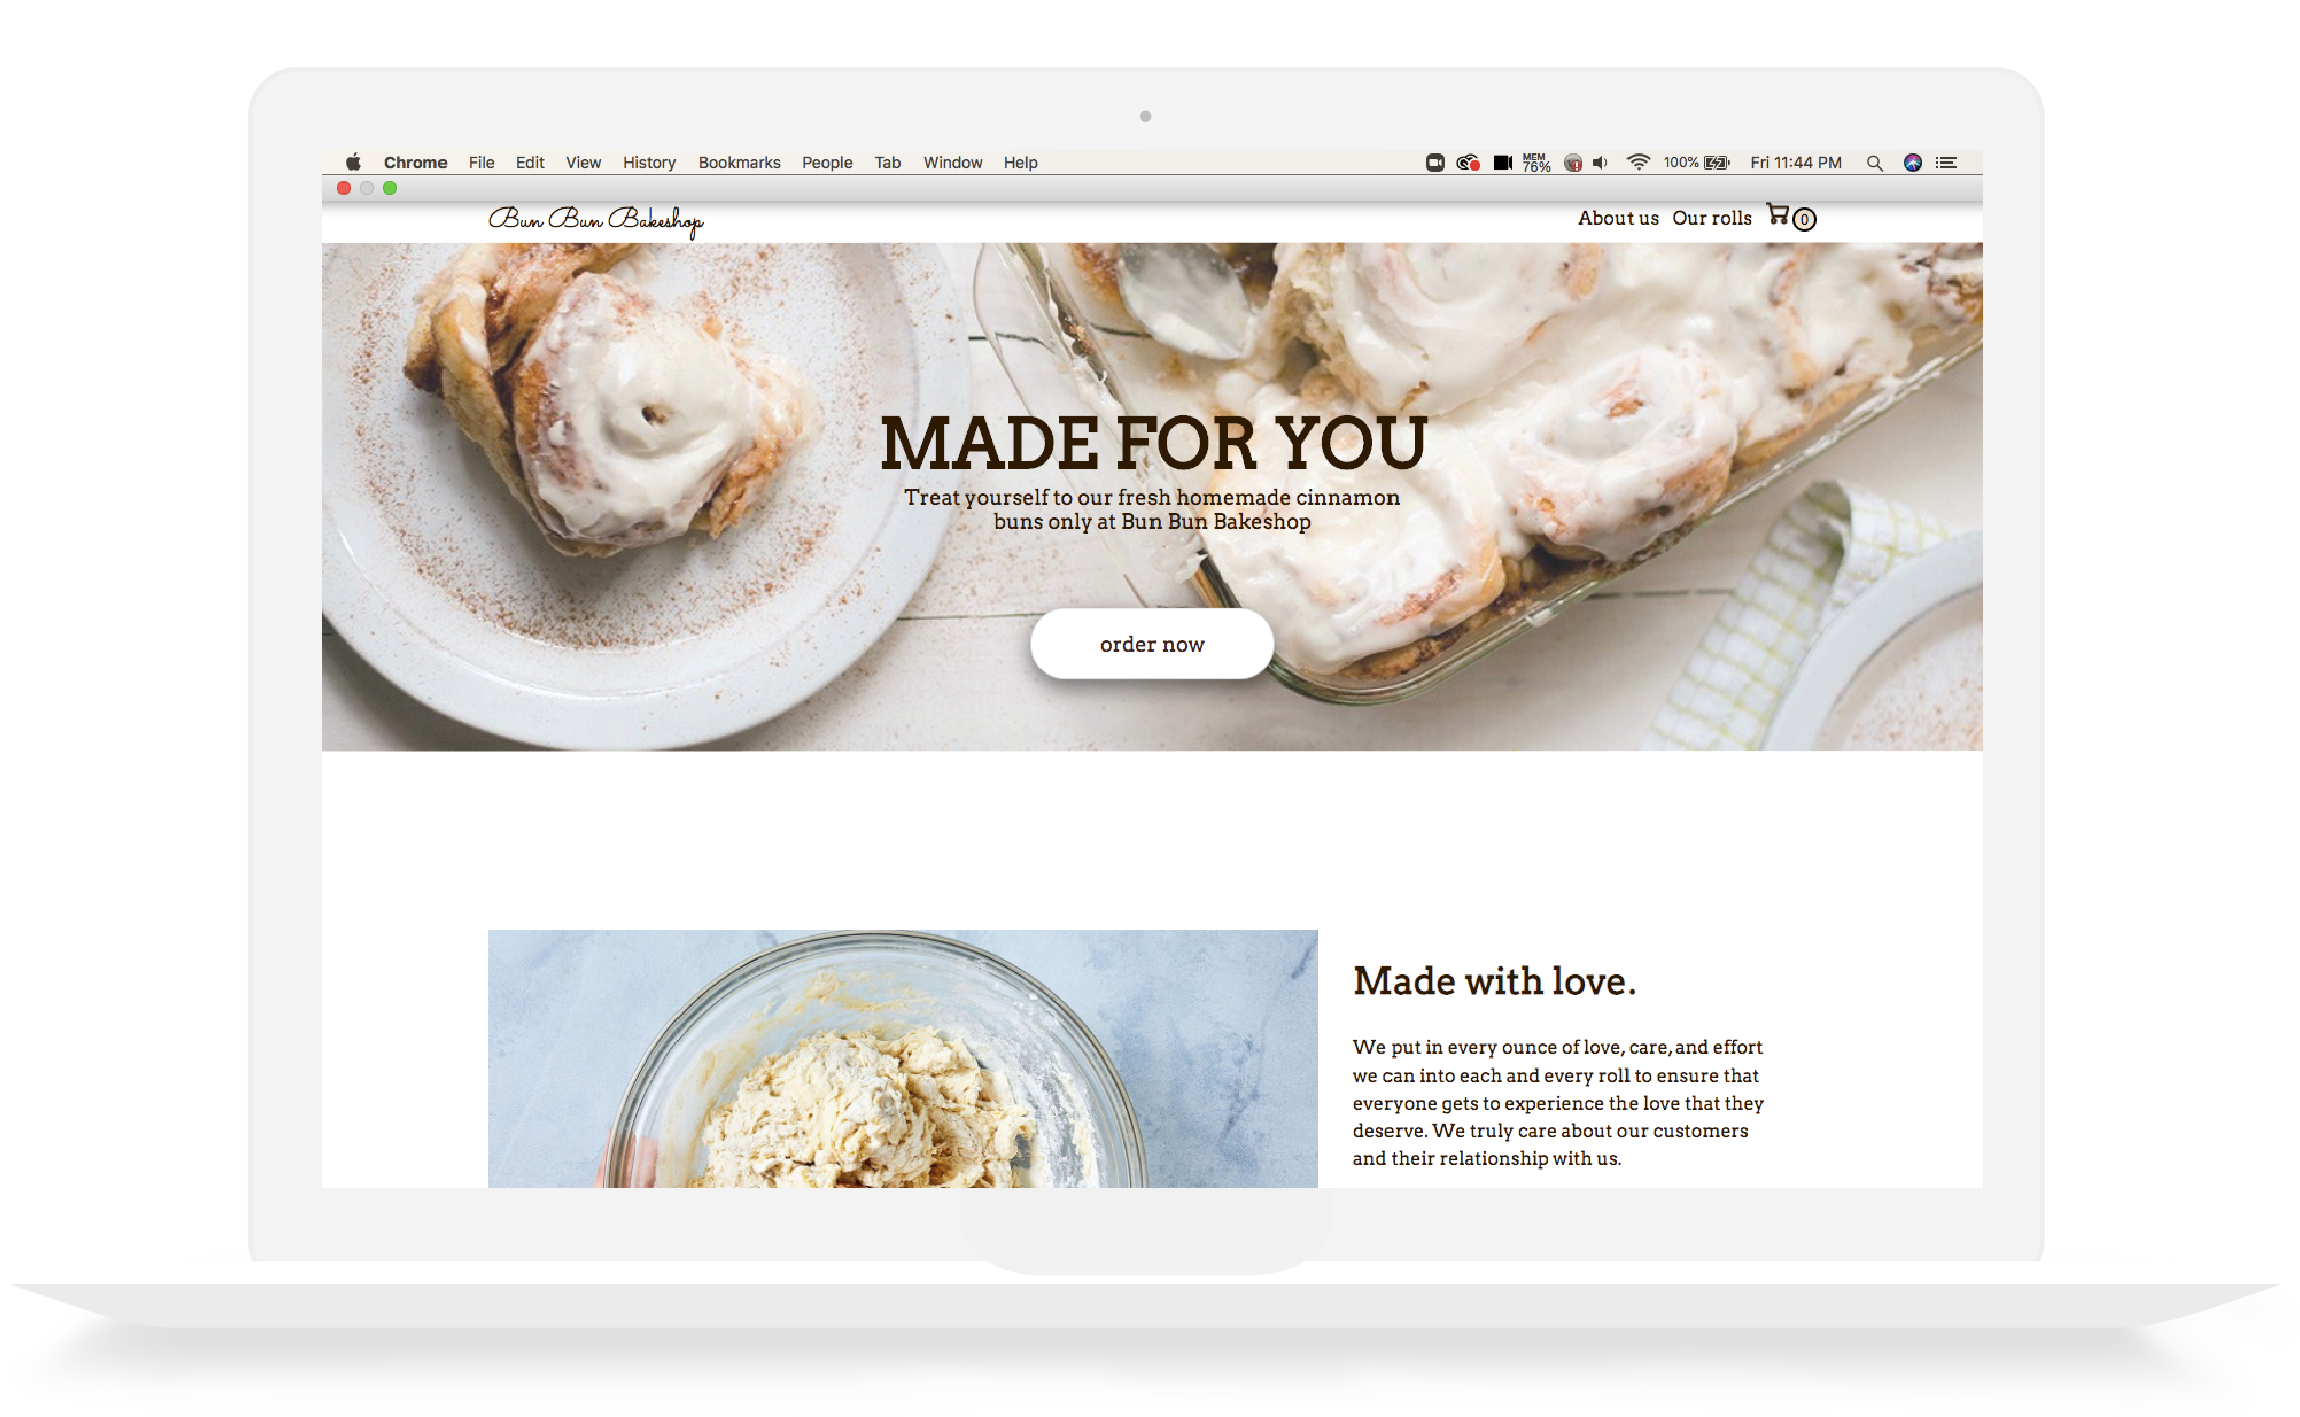 Chrome File Edit View History Bookmarks People Tab Window Help MEM 76% 100% Fri 11:44 PM
Bun Bun Bakeshop About us Our rolls 0
MADE FOR YOU
Treat yourself to our fresh homemade cinnamon
buns only at Bun Bun Bakeshop
order now
Made with love.
We put in every ounce of love, care, and effort
we can into each and every roll to ensure that
everyone gets to experience the love that they
deserve. We truly care about our customers
and their relationship with us.